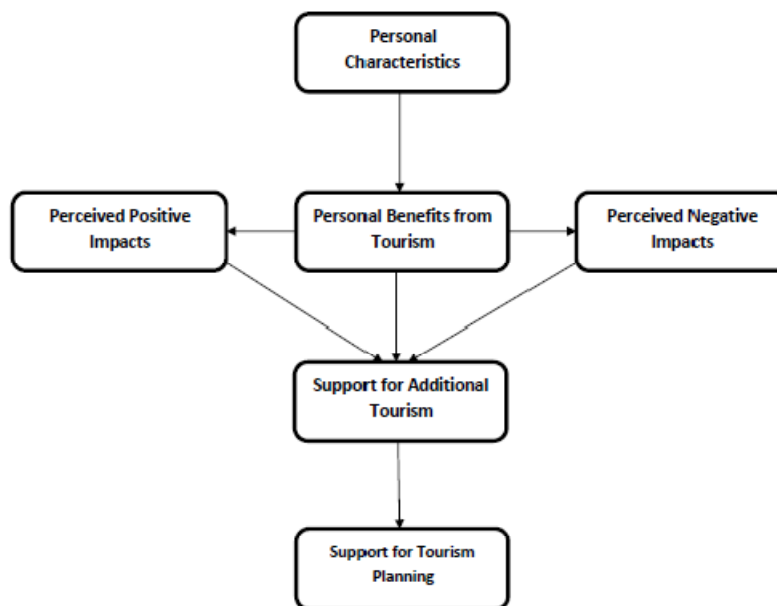 Personal
Characteristics
Perceived Positive
Impacts
Personal Benefits from
Tourism
Perceived Negative
Impacts
Support for Additional
Tourism
Support for Tourism
Planning